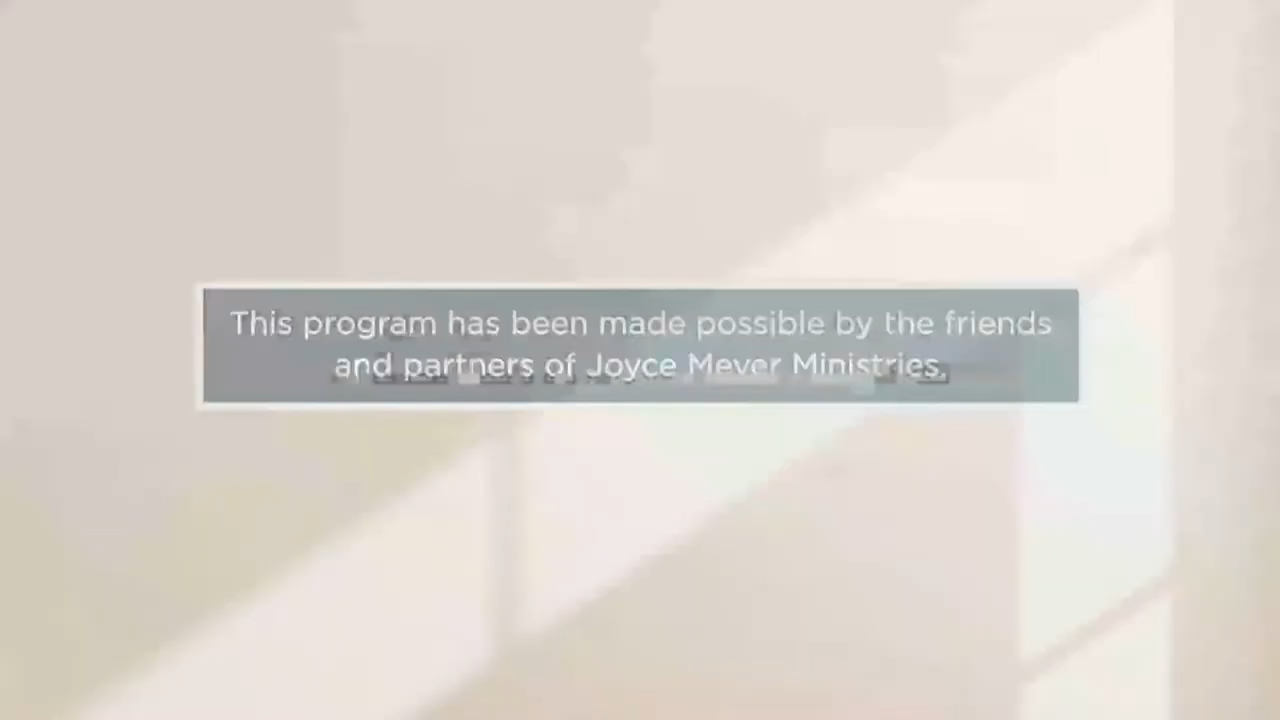 This program has been made possible by the friends
and partners of Joyce Meyer Ministries.